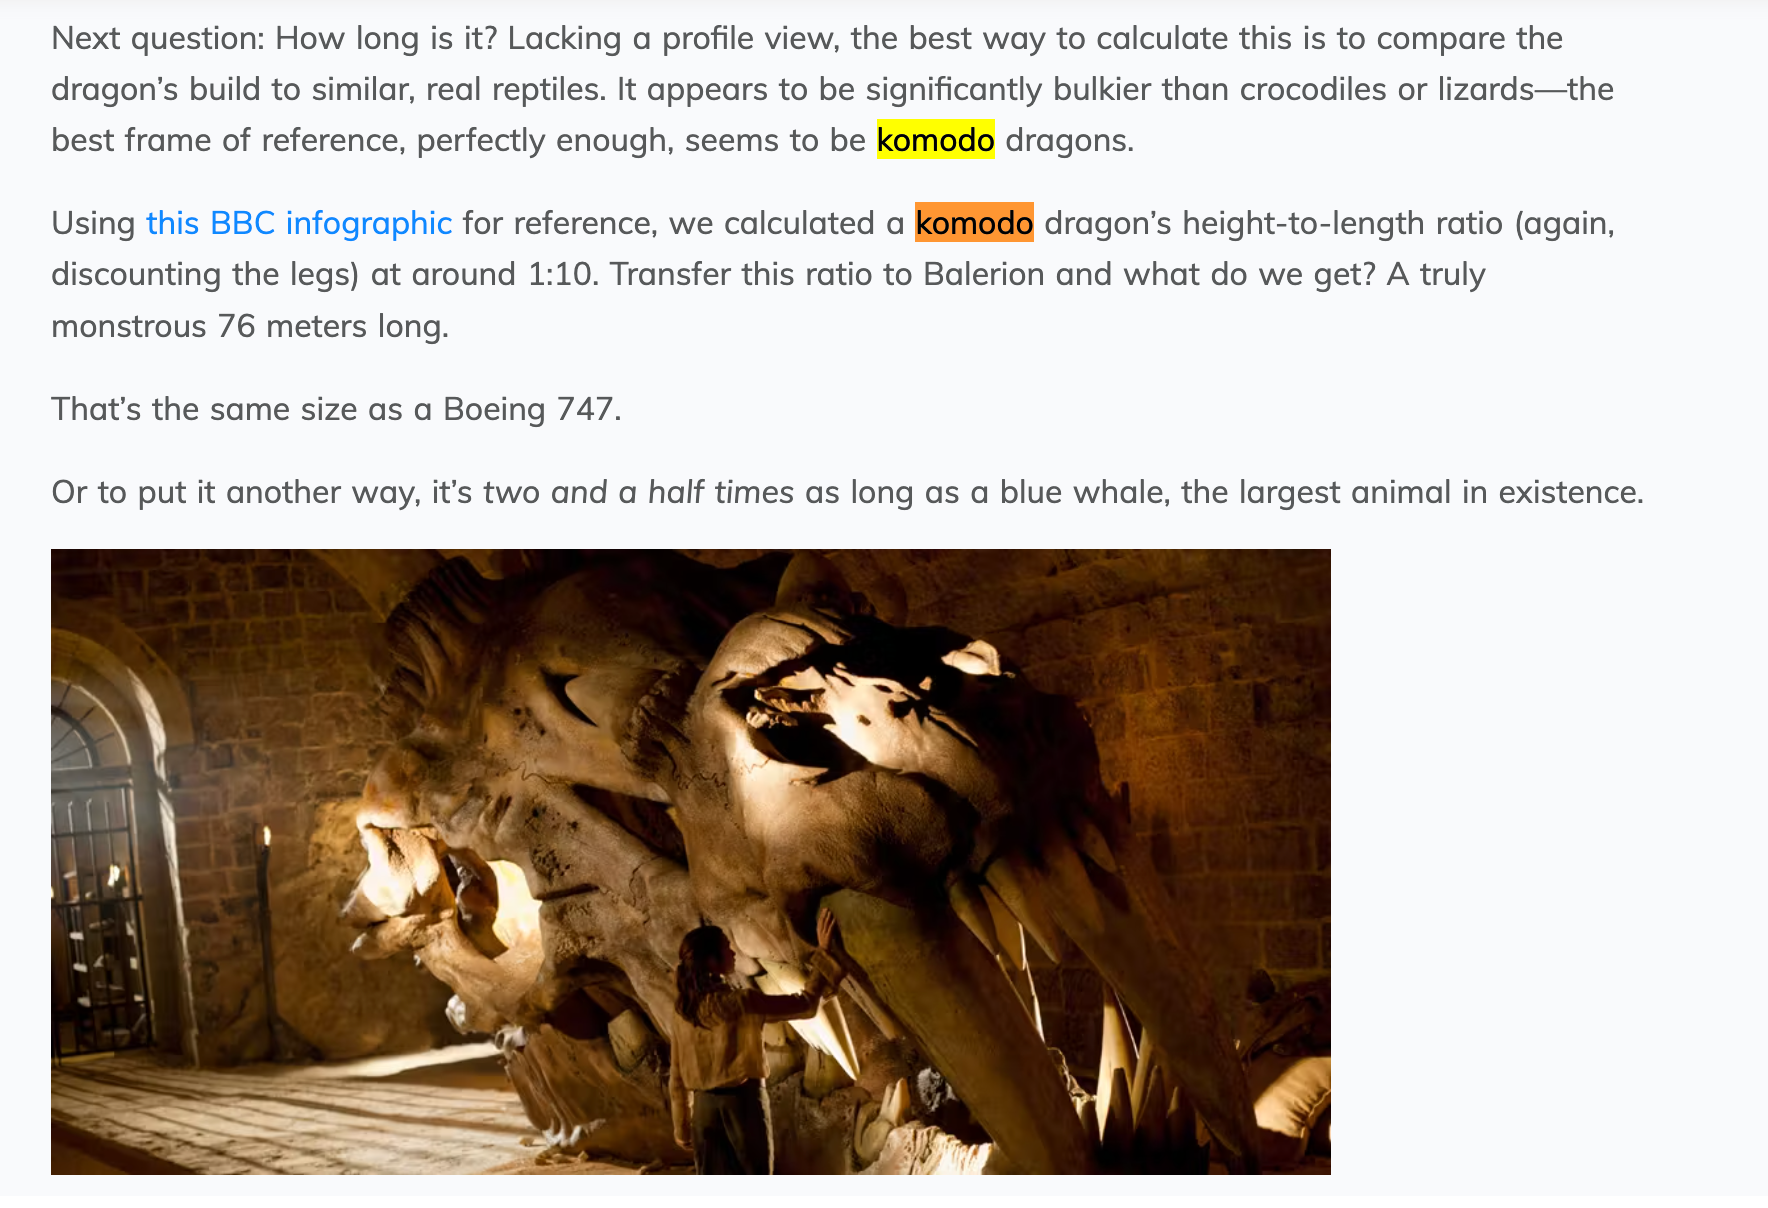 Next question: How long is it? Lacking a profile view, the best way to calculate this is to compare the
dragon’s build to similar, real reptiles. It appears to be significantly bulkier than crocodiles or lizards—the
best frame of reference, perfectly enough, seems to be komodo dragons.
Using this BBC infographic for reference, we calculated a komodo dragon’s height-to-length ratio (again,
discounting the legs) at around 1:10. Transfer this ratio to Balerion and what do we get? A truly
monstrous 76 meters long.
That’s the same size as a Boeing 747.
Or to put it another way, it’s two and a half times as long as a blue whale, the largest animal in existence.